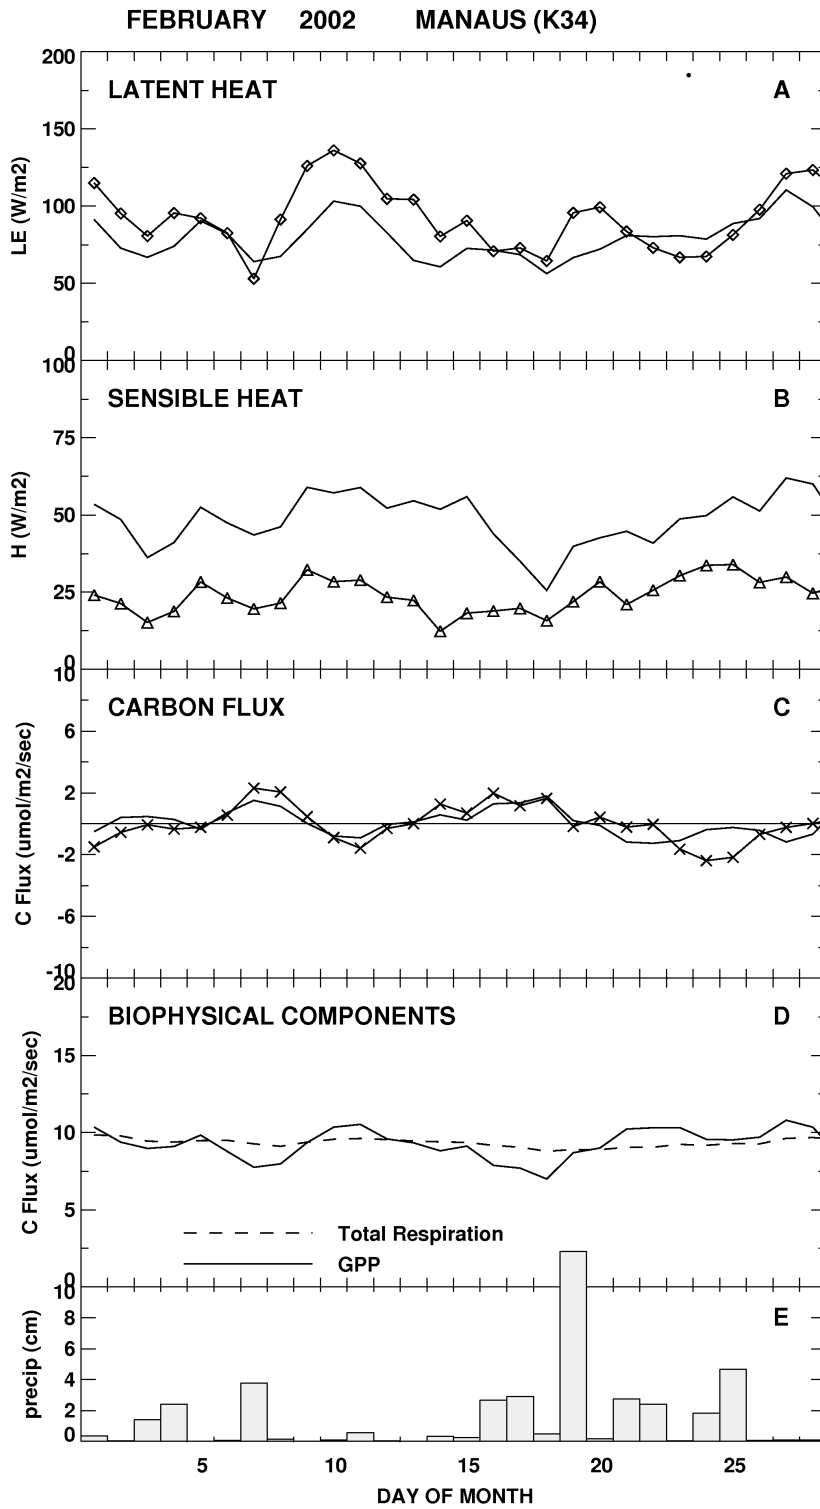 FEBRUARY 2002 MANAUS (K34)
200
LATENT HEAT A
150
LE (W/m2)
100
50
0
100
SENSIBLE HEAT B
75
H (W/m2)
50
25
0
10
CARBON FLUX C
6
C Flux (umol/m2/sec)
2
-2
-6
-10
20
BIOPHYSICAL COMPONENTS D
15
C Flux (umol/m2/sec)
10
5
Total Respiration
GPP
0
10
E
precip (cm)
8
6
4
2
0
5 10 15 20 25
DAY OF MONTH